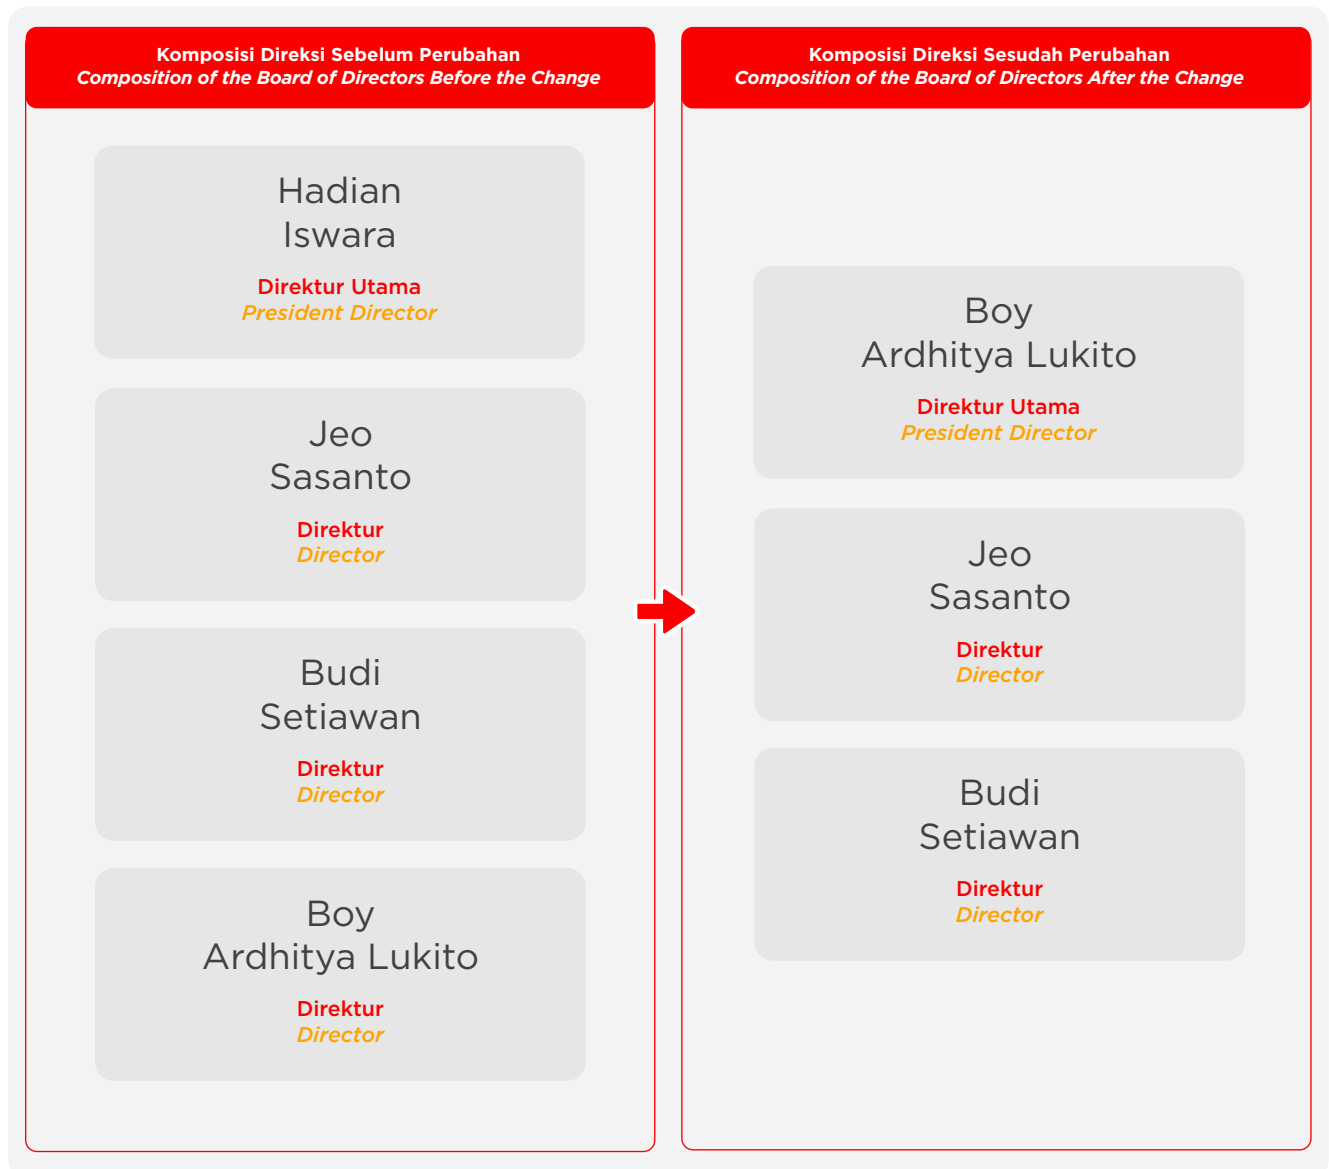 Komposisi Direksi Sebelum Perubahan
Composition of the Board of Directors Before the Change
Hadian
Iswara
Direktur Utama
President Director
Jeo
Sasanto
Direktur
Director
Budi
Setiawan
Direktur
Director
Boy
Ardhitya Lukito
Direktur
Director
Komposisi Direksi Sesudah Perubahan
Composition of the Board of Directors After the Change
Boy
Ardhitya Lukito
Direktur Utama
President Director
Jeo
Sasanto
Direktur
Director
Budi
Setiawan
Direktur
Director